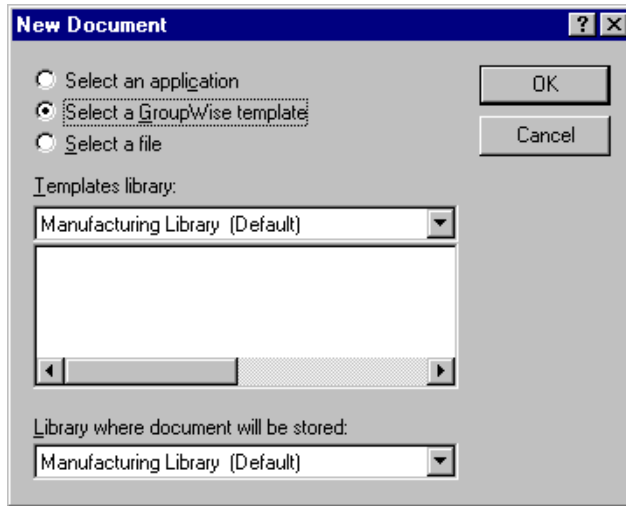 New Document
Select an application
OK
Select a GroupWise template
Select a file
Cancel
Templates library:
Manufacturing Library (Default)
Library where document will be stored:
Manufacturing Library (Default)